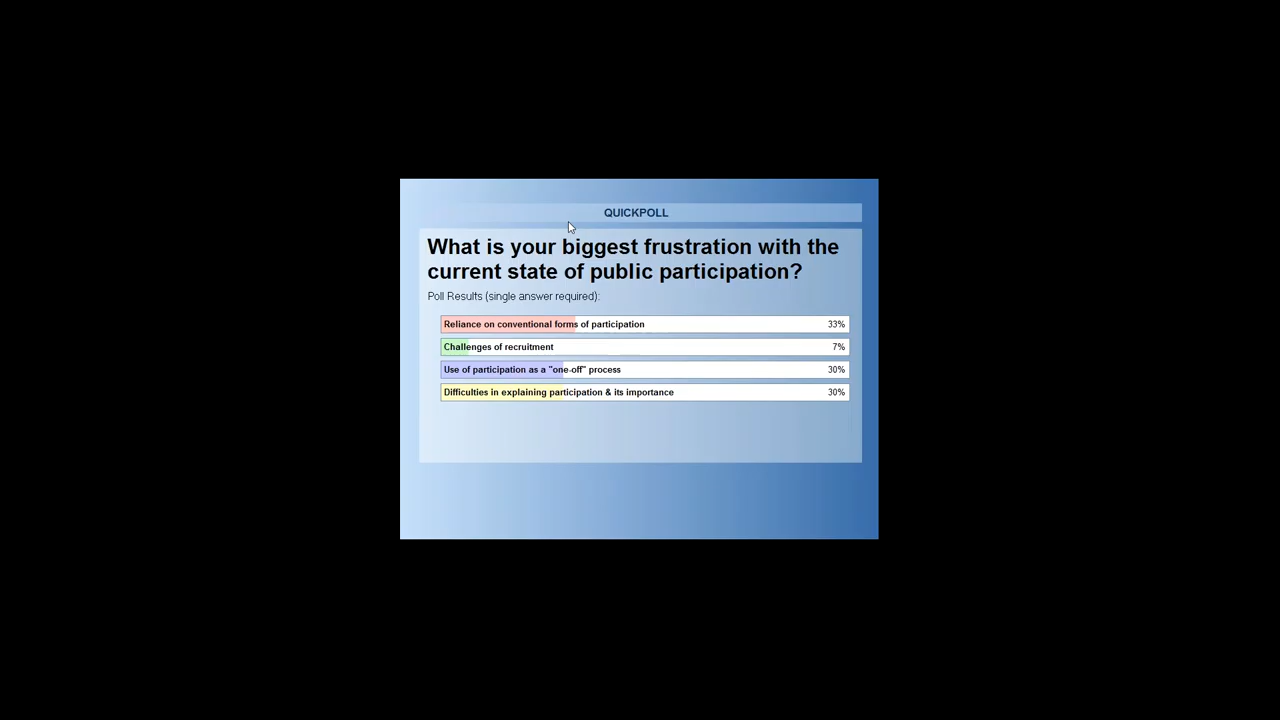 QUICKPOLL
What is your biggest frustration with the
current state of public participation?
Poll Results (single answer required):
Reliance on conventional forms of participation 33%
Challenges of recruitment 7%
Use of participation as a "one-off" process 30%
Difficulties in explaining participation & its importance 30%